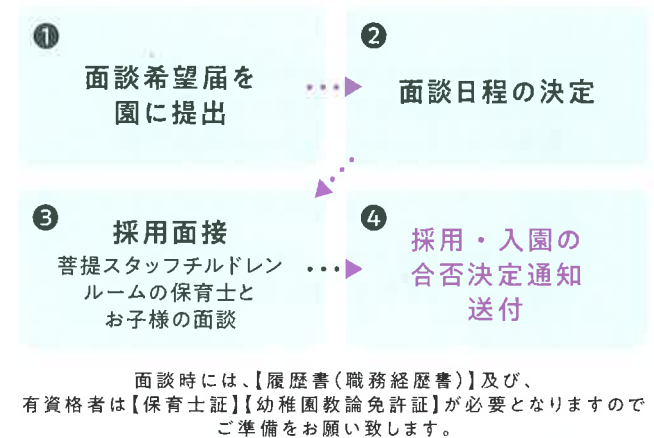 ❶
面談希望届を
園に提出
❷
面談日程の決定
❸
採用面接
菩提スタッフチルドレン
ルームの保育士と
お子様の面談
❹
採用・入園の
合否決定通知
送付
面談時には、【履歴書(職務経歴書)】及び、
有資格者は【保育士証】【幼稚園教論免許証】が必要となりますので
ご準備をお願い致します。